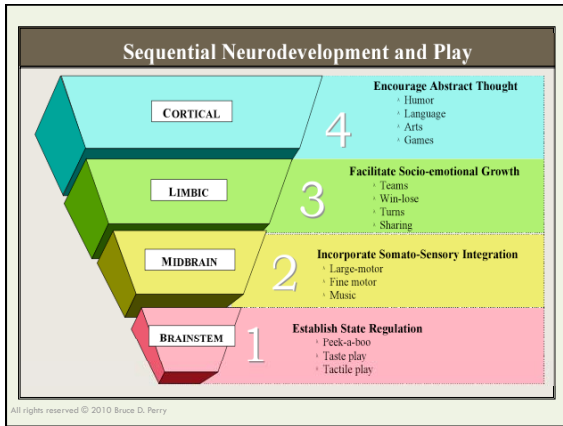 Sequential Neurodevelopment and Play
CORTICAL
4
Encourage Abstract Thought
Humor
Language
Arts
Games
LIMBIC
3
Facilitate Socio-emotional Growth
Teams
Win-lose
Turns
Sharing
MIDBRAIN
2
Incorporate Somato-Sensory Integration
Large-motor
Fine motor
Music
BRAINSTEM
1
Establish State Regulation
Peek-a-boo
Taste play
Tactile play
All rights reserved © 2010 Bruce D. Perry